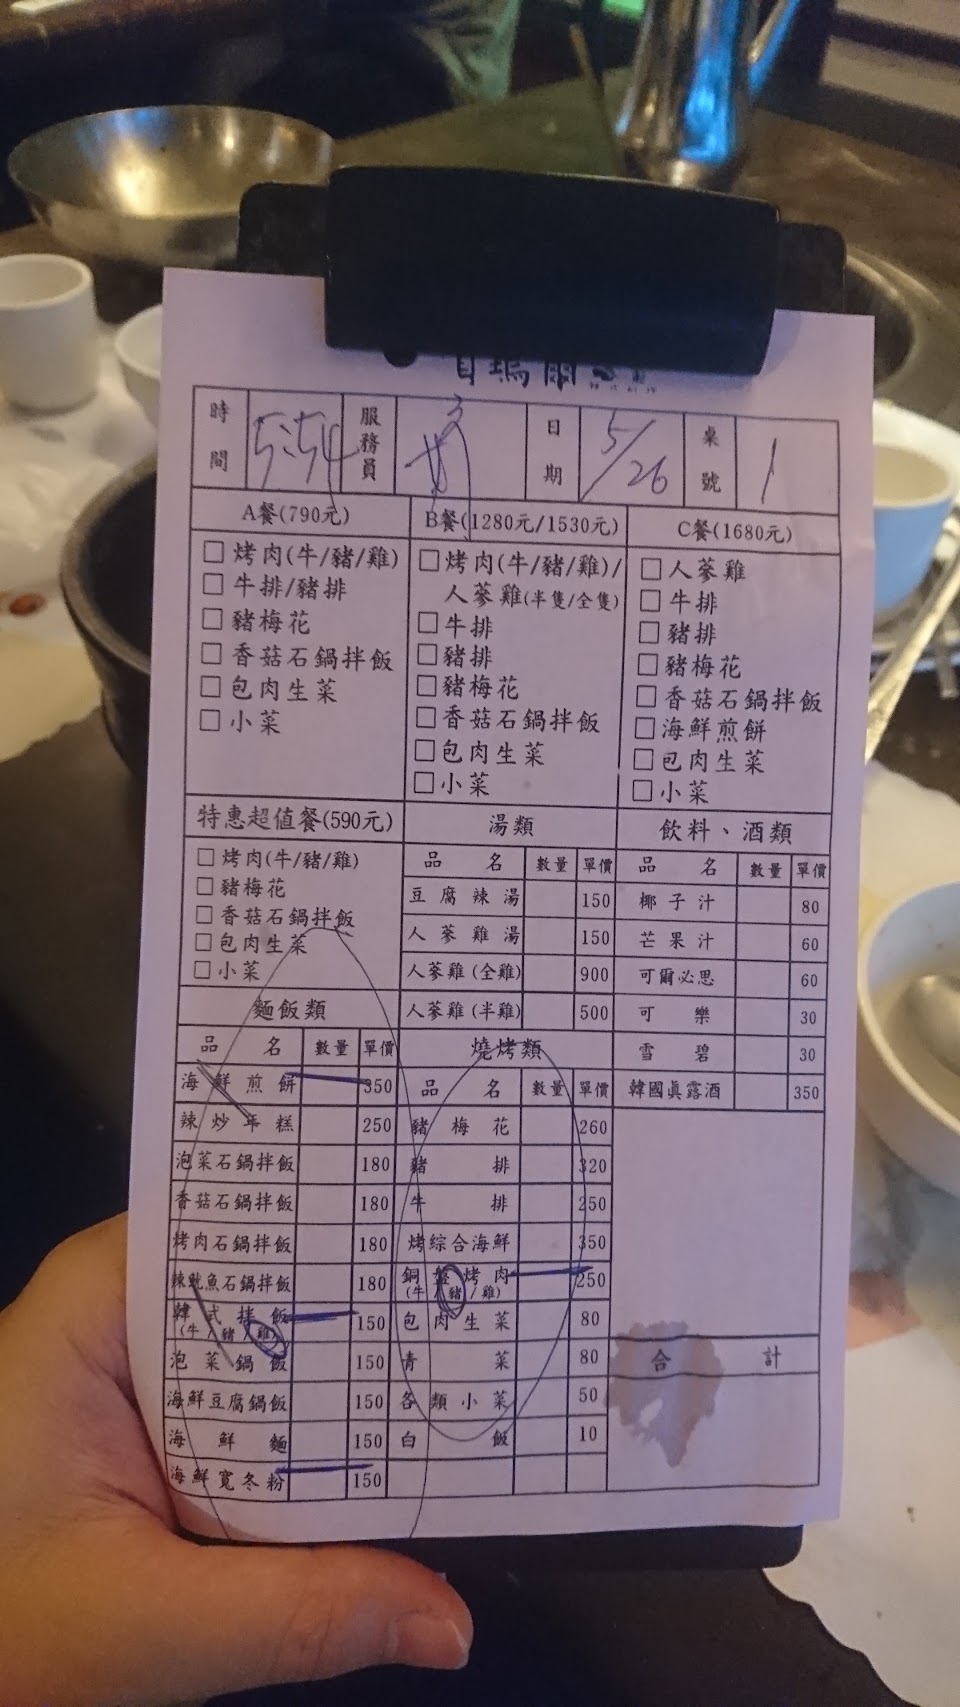 時間 5:54 服務員 日期 5/26 桌號 1
A餐(790元)
□烤肉(牛/豬/雞)
□牛排/豬排
□豬梅花
□香菇石鍋拌飯
□包肉生菜
□小菜
B餐(1280元/1530元)
□烤肉(牛/豬/雞)/
人蔘雞(半隻/全隻)
□牛排
□豬排
□豬梅花
□香菇石鍋拌飯
□包肉生菜
□小菜
C餐(1680元)
□人蔘雞
□牛排
□豬排
□豬梅花
□香菇石鍋拌飯
□海鮮煎餅
□包肉生菜
□小菜
特惠超值餐(590元)
□烤肉(牛/豬/雞)
□豬梅花
□香菇石鍋拌飯
□包肉生菜
□小菜
麵飯類
品名 數量 單價
海鮮煎餅 350
辣炒年糕 250
泡菜石鍋拌飯 180
香菇石鍋拌飯 180
烤肉石鍋拌飯 180
辣魷魚石鍋拌飯 180
韓式拌飯 150
(牛/豬/雞)
泡菜鍋飯 150
海鮮豆腐鍋飯 150
海鮮麵 150
海鮮寬冬粉 150
湯類
品名 數量 單價
豆腐辣湯 150
人蔘雞湯 150
人蔘雞(全雞) 900
人蔘雞(半雞) 500
燒烤類
品名 數量 單價
豬梅花 260
豬排 320
牛排 250
烤綜合海鮮 350
銅盤烤肉 250
(牛/豬/雞)
包肉生菜 80
青菜 80
各類小菜 50
白飯 10
飲料、酒類
品名 數量 單價
椰子汁 80
芒果汁 60
可爾必思 60
可樂 30
雪碧 30
韓國眞露酒 350
合計